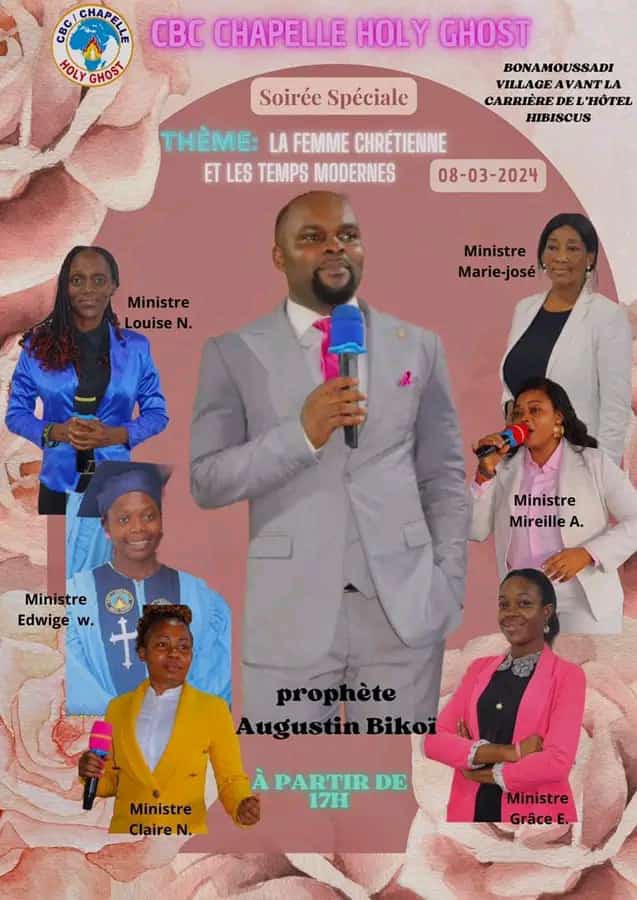 CBC / CHAPELLE
HOLY GHOST
CBC CHAPELLE HOLY GHOST
BONAMOUSSADI
VILLAGE AVANT LA
CARRIÈRE DE L'HÔTEL
HIBISCUS
Soirée Spéciale
THÈME: LA FEMME CHRÉTIENNE
ET LES TEMPS MODERNES
08-03-2024
Ministre
Marie-josé
Ministre
Louise N.
Ministre
Mireille A.
Ministre
Edwige w.
prophète
Augustin Bikoï
À PARTIR DE
17H
Ministre
Claire N.
Ministre
Grâce E.